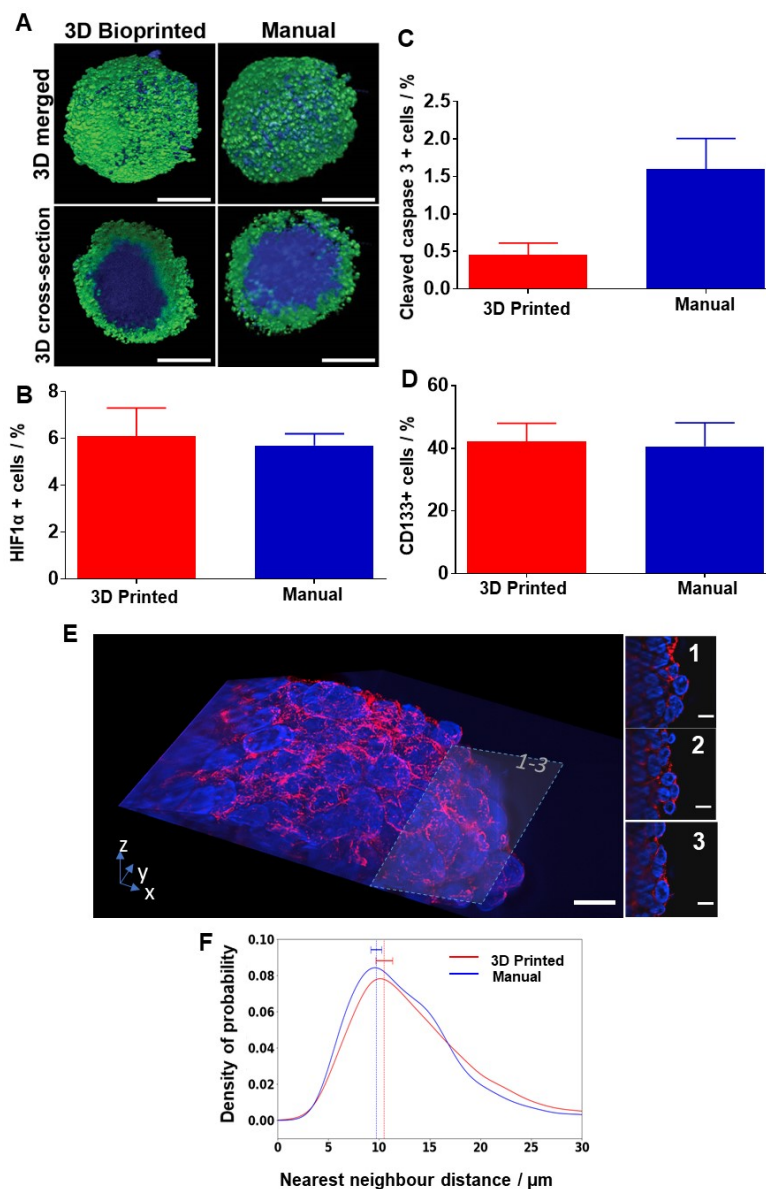 A
3D Bioprinted
Manual
3D merged
3D cross-section
C
Cleaved caspase 3 + cells / %
2.5
2.0
1.5
1.0
0.5
0.0
3D Printed
Manual
B
HIF1α + cells / %
8
6
4
2
0
3D Printed
Manual
D
CD133+ cells / %
60
40
20
0
3D Printed
Manual
E
1-3
z
y
x
1
2
3
F
Density of probability
0.10
0.08
0.06
0.04
0.02
0.00
3D Printed
Manual
0
5
10
15
20
25
30
Nearest neighbour distance / µm